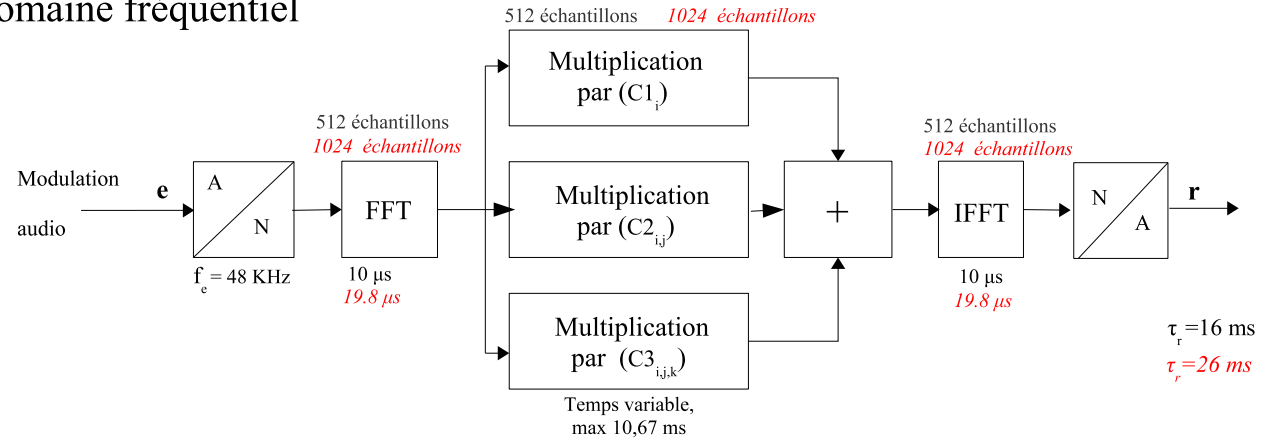 omaine fréquentiel
512 échantillons 1024 échantillons
Multiplication
par (C1i)
512 échantillons
1024 échantillons
512 échantillons
1024 échantillons
Modulation
audio
e
A
N
fe = 48 KHz
FFT
10 µs
19.8 µs
Multiplication
par (C2i,j)
+
IFFT
10 µs
19.8 µs
N
A
r
Multiplication
par (C3i,j,k)
Temps variable,
max 10,67 ms
τr=16 ms
τr=26 ms